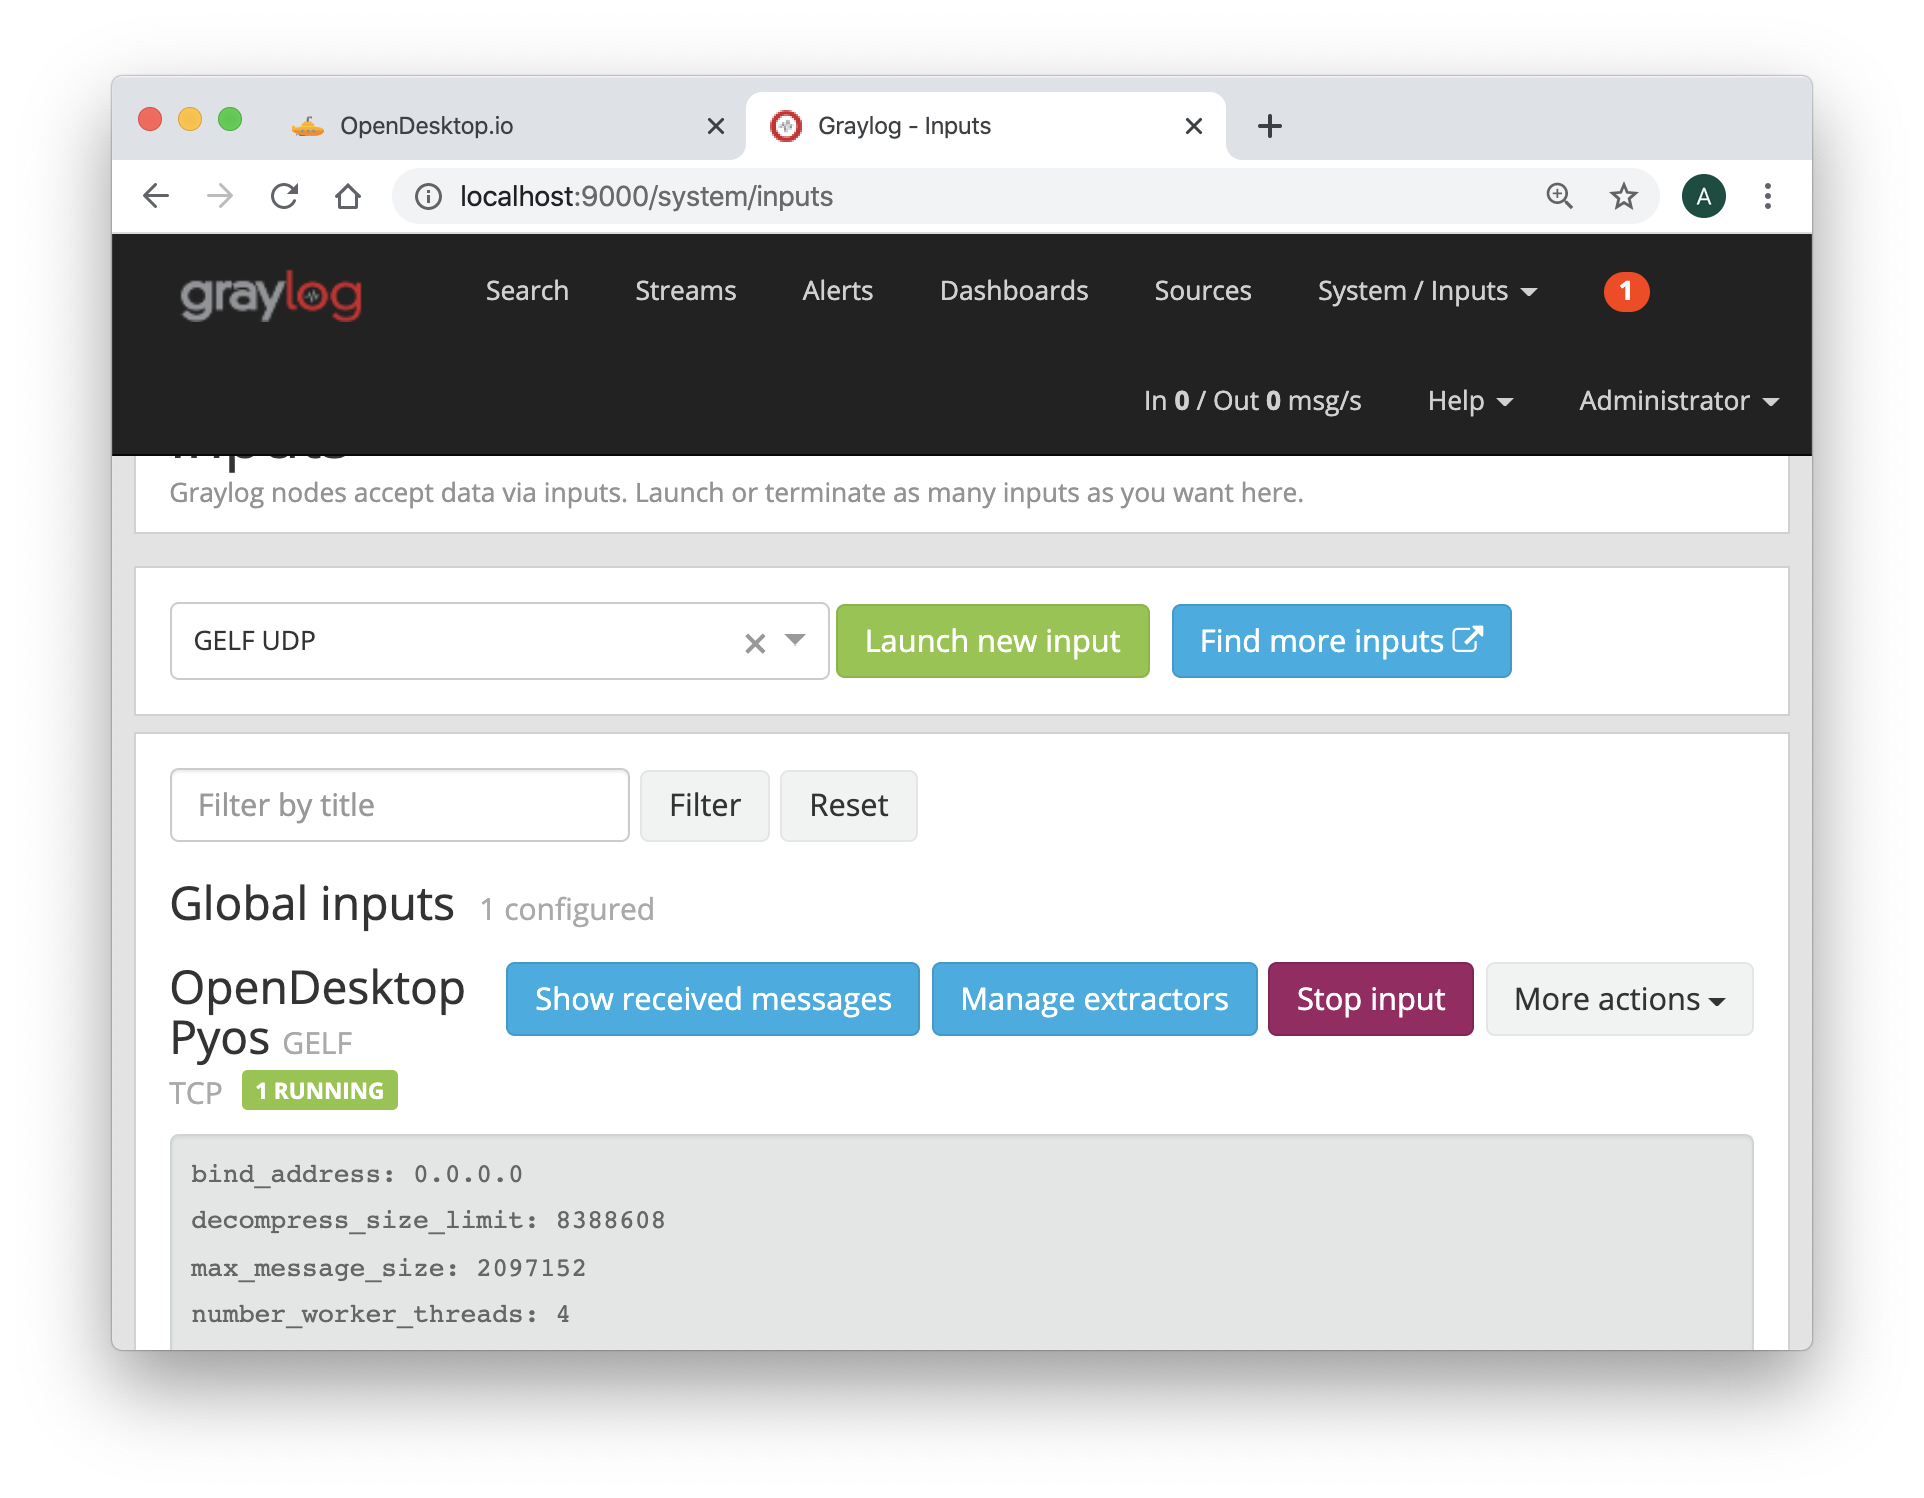 OpenDesktop.io
Graylog - Inputs
localhost:9000/system/inputs
A
graylog
Search
Streams
Alerts
Dashboards
Sources
System / Inputs
1
In 0 / Out 0 msg/s
Help
Administrator
Inputs
Graylog nodes accept data via inputs. Launch or terminate as many inputs as you want here.
GELF UDP
Launch new input
Find more inputs
Filter by title
Filter
Reset
Global inputs 1 configured
OpenDesktop
Pyos GELF
TCP 1 RUNNING
Show received messages
Manage extractors
Stop input
More actions
bind_address: 0.0.0.0
decompress_size_limit: 8388608
max_message_size: 2097152
number_worker_threads: 4